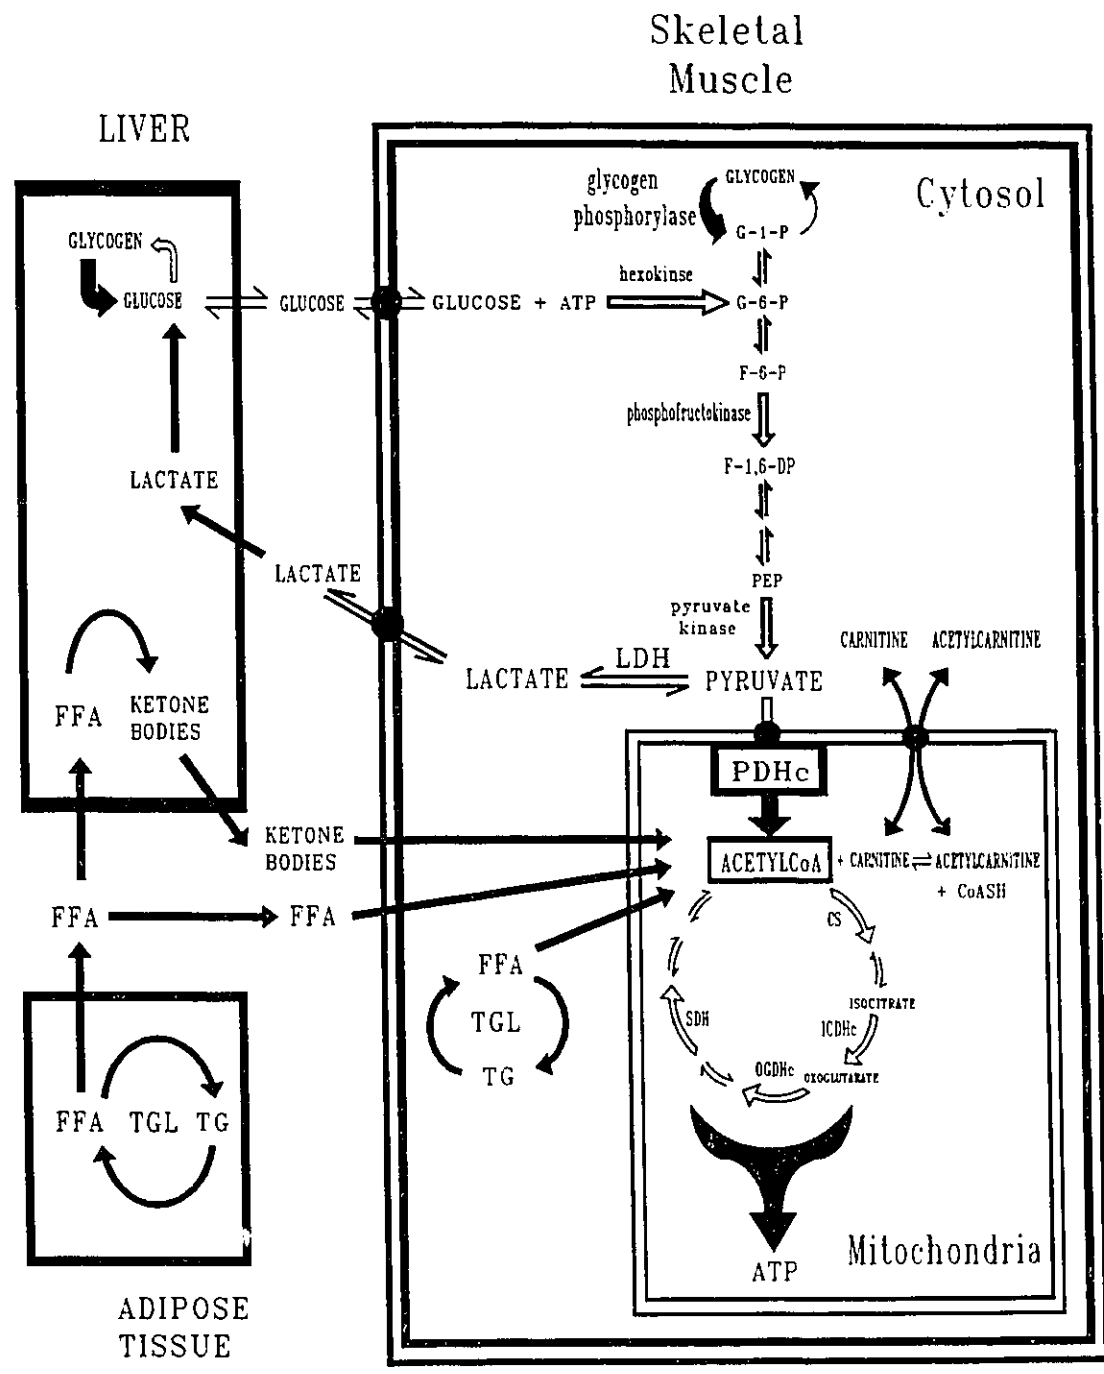 Skeletal
Muscle
LIVER
Cytosol
glycogen
phosphorylase
GLYCOGEN
G-1-P
GLYCOGEN
GLUCOSE
GLUCOSE
GLUCOSE + ATP
hexokinse
G-6-P
F-6-P
phosphofructokinase
F-1,6-DP
LACTATE
LACTATE
PEP
pyruvate
kinase
LACTATE
LDH
PYRUVATE
CARNITINE
ACETYLCARNITINE
FFA
KETONE
BODIES
PDHc
KETONE
BODIES
ACETYLCoA
+ CARNITINE
ACETYLCARNITINE
+ CoASH
FFA
FFA
CS
FFA
TGL
TG
ISOCITRATE
ICDHc
SDH
OGDHc
OXOGLUTARATE
FFA
TGL
TG
Mitochondria
ATP
ADIPOSE
TISSUE